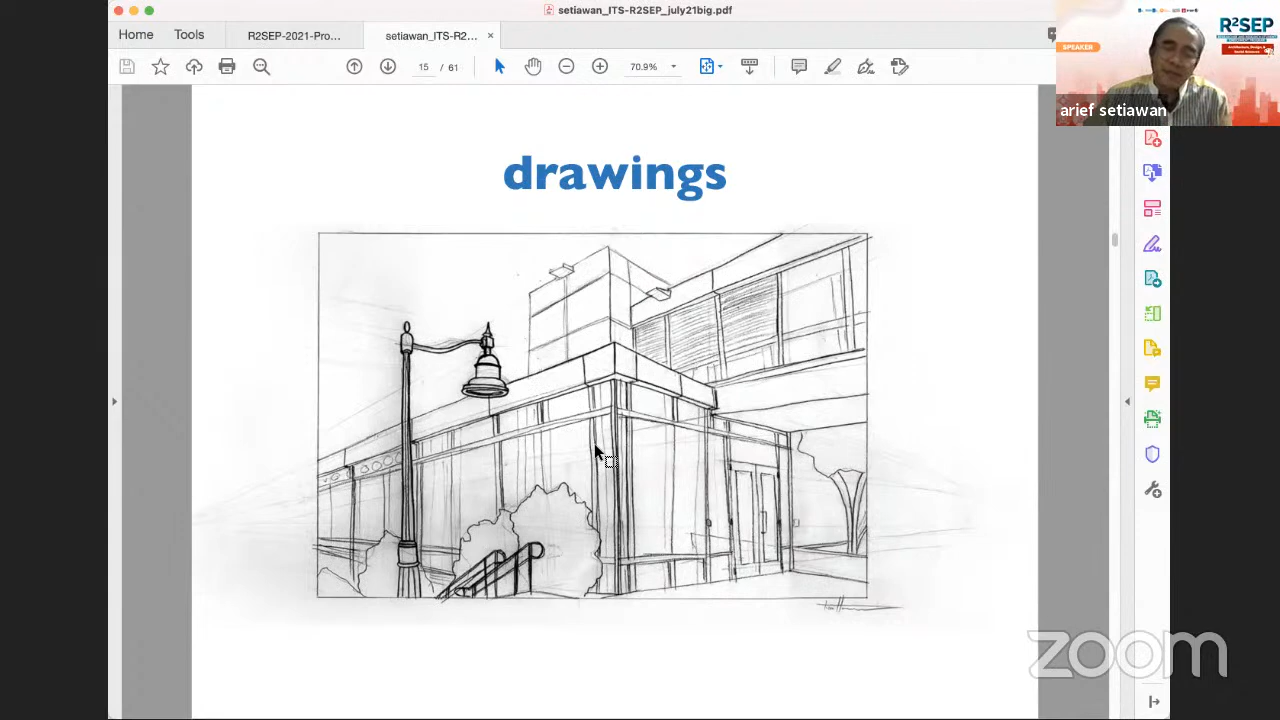 setiawan_ITS-R2SEP_july21big.pdf
Home
Tools
R2SEP-2021-Pro...
setiawan_ITS-R2...
15 / 61
70.9%
drawings
R2SEP
SPEAKER
arief setiawan
zoom